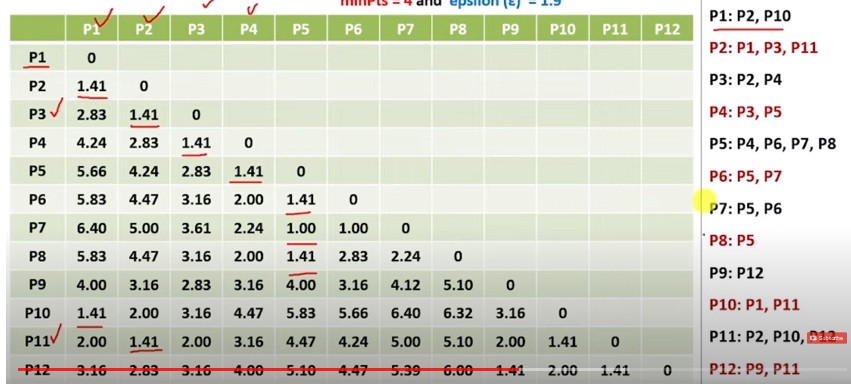 minPts = 4 and epsilon (ε) = 1.9
P1 P2 P3 P4 P5 P6 P7 P8 P9 P10 P11 P12
P1 0
P2 1.41 0
P3 2.83 1.41 0
P4 4.24 2.83 1.41 0
P5 5.66 4.24 2.83 1.41 0
P6 5.83 4.47 3.16 2.00 1.41 0
P7 6.40 5.00 3.61 2.24 1.00 1.00 0
P8 5.83 4.47 3.16 2.00 1.41 2.83 2.24 0
P9 4.00 3.16 2.83 3.16 4.00 3.16 4.12 5.10 0
P10 1.41 2.00 3.16 4.47 5.83 5.66 6.40 6.32 3.16 0
P11 2.00 1.41 2.00 3.16 4.47 4.24 5.00 5.10 2.00 1.41 0
P12 3.16 2.83 3.16 4.00 5.10 4.47 5.39 6.00 1.41 2.00 1.41 0
P1: P2, P10
P2: P1, P3, P11
P3: P2, P4
P4: P3, P5
P5: P4, P6, P7, P8
P6: P5, P7
P7: P5, P6
P8: P5
P9: P12
P10: P1, P11
P11: P2, P10, P12
Subscribe
P12: P9, P11